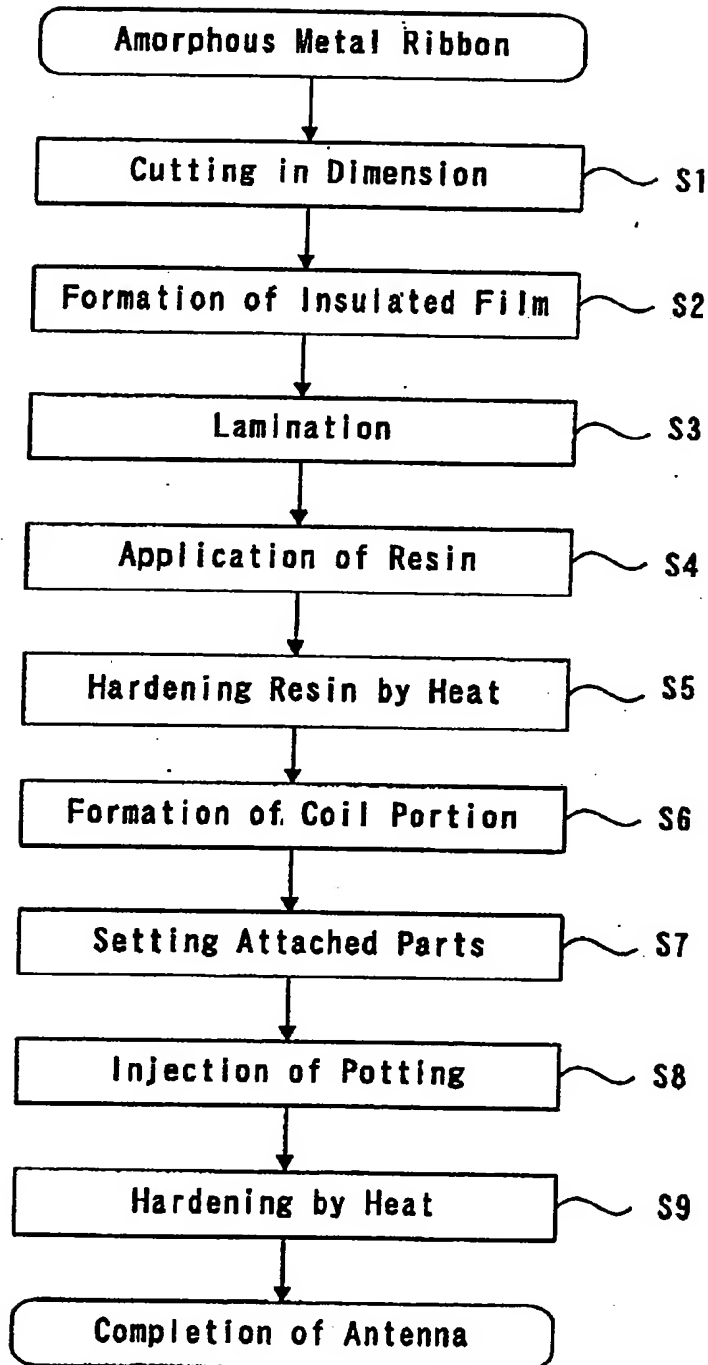 Amorphous Metal Ribbon
Cutting in Dimension
S1
Formation of Insulated Film
S2
Lamination
S3
Application of Resin
S4
Hardening Resin by Heat
S5
Formation of Coil Portion
S6
Setting Attached Parts
S7
Injection of Potting
S8
Hardening by Heat
S9
Completion of Antenna